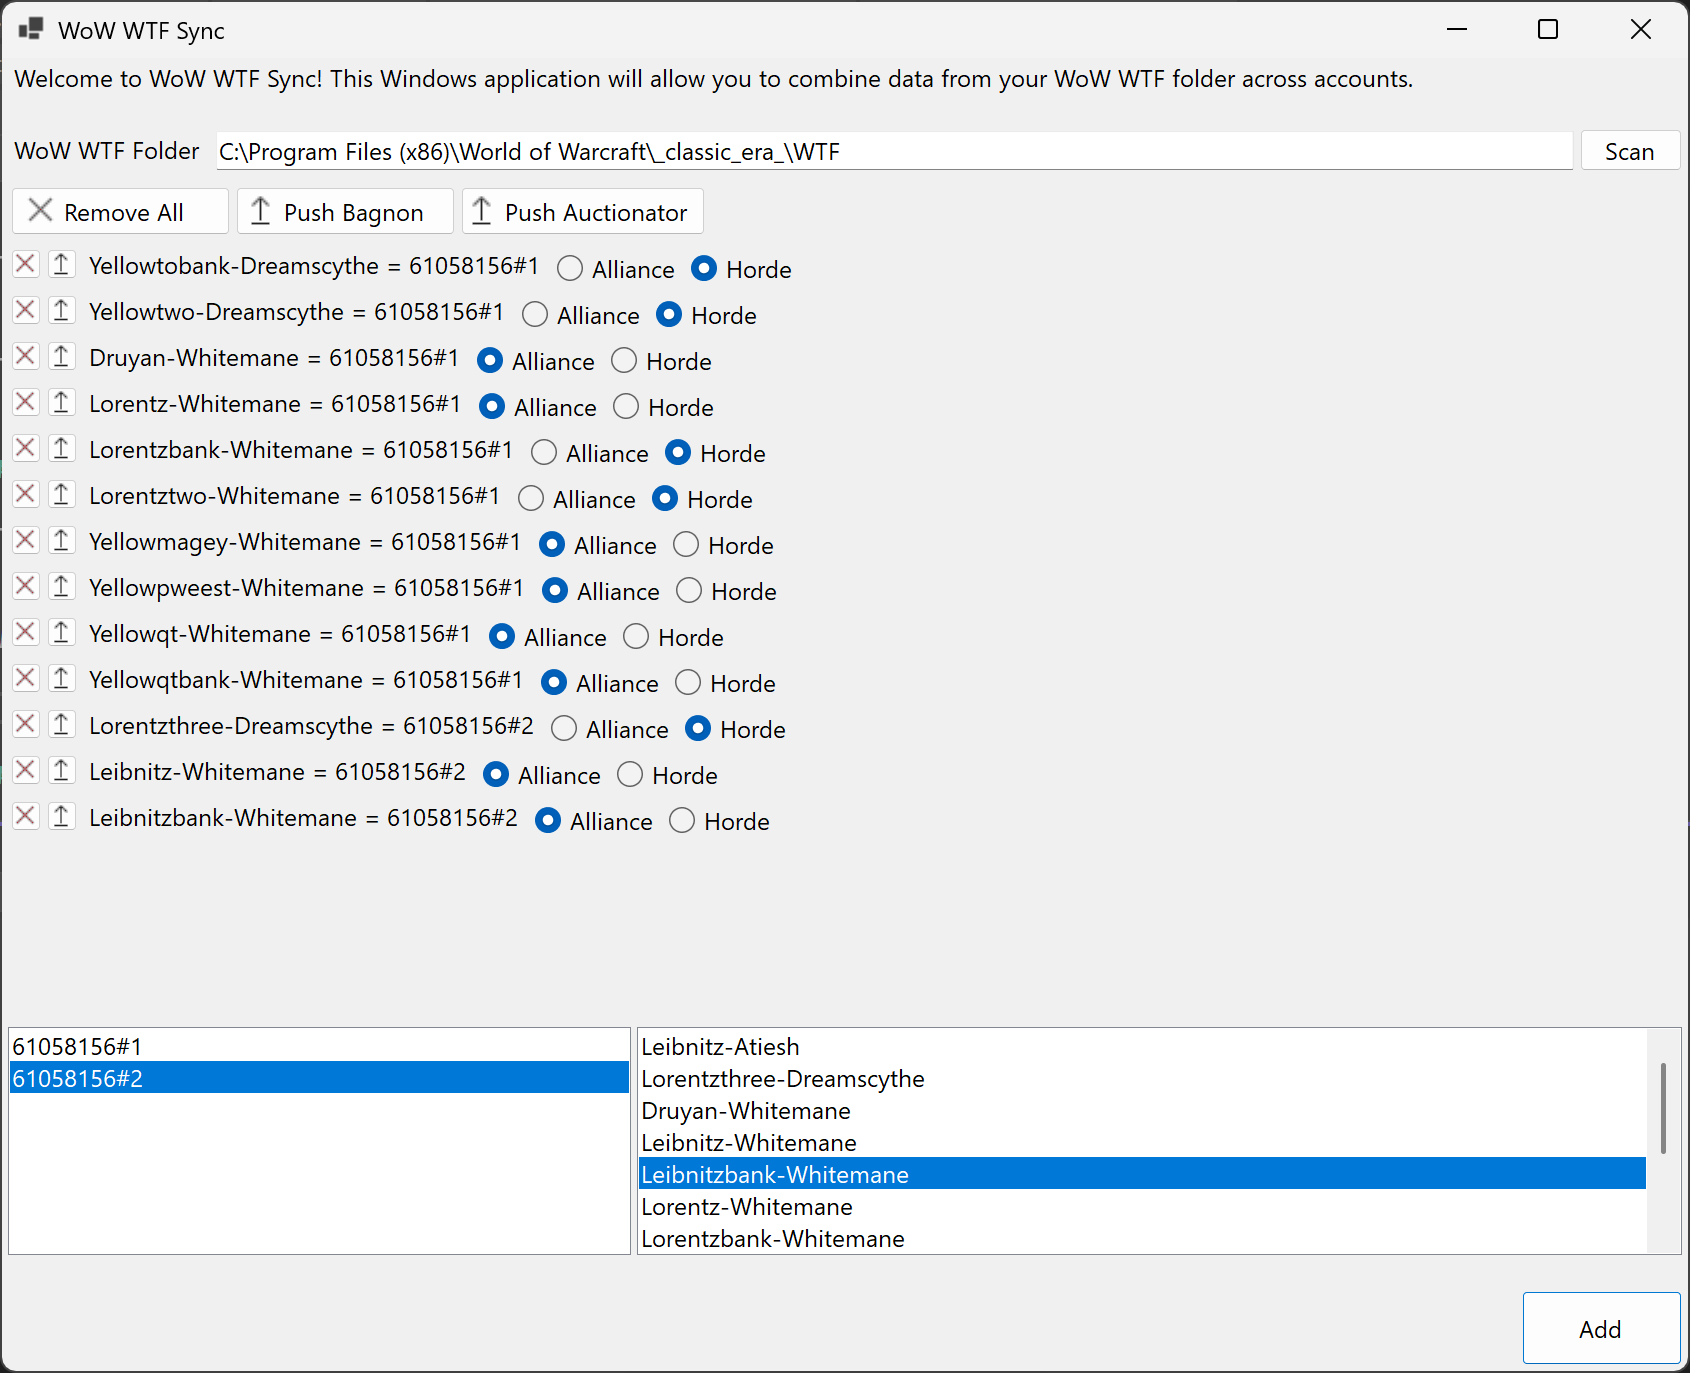 WoW WTF Sync
Welcome to WoW WTF Sync! This Windows application will allow you to combine data from your WoW WTF folder across accounts.
WoW WTF Folder C:\Program Files (x86)\World of Warcraft\_classic_era_\WTF Scan
Remove All Push Bagnon Push Auctionator
Yellowtobank-Dreamscythe = 61058156#1 Alliance Horde
Yellowtwo-Dreamscythe = 61058156#1 Alliance Horde
Druyan-Whitemane = 61058156#1 Alliance Horde
Lorentz-Whitemane = 61058156#1 Alliance Horde
Lorentzbank-Whitemane = 61058156#1 Alliance Horde
Lorentztwo-Whitemane = 61058156#1 Alliance Horde
Yellowmagey-Whitemane = 61058156#1 Alliance Horde
Yellowpweest-Whitemane = 61058156#1 Alliance Horde
Yellowqt-Whitemane = 61058156#1 Alliance Horde
Yellowqtbank-Whitemane = 61058156#1 Alliance Horde
Lorentzthree-Dreamscythe = 61058156#2 Alliance Horde
Leibnitz-Whitemane = 61058156#2 Alliance Horde
Leibnitzbank-Whitemane = 61058156#2 Alliance Horde
61058156#1
61058156#2
Leibnitz-Atiesh
Lorentzthree-Dreamscythe
Druyan-Whitemane
Leibnitz-Whitemane
Leibnitzbank-Whitemane
Lorentz-Whitemane
Lorentzbank-Whitemane
Add